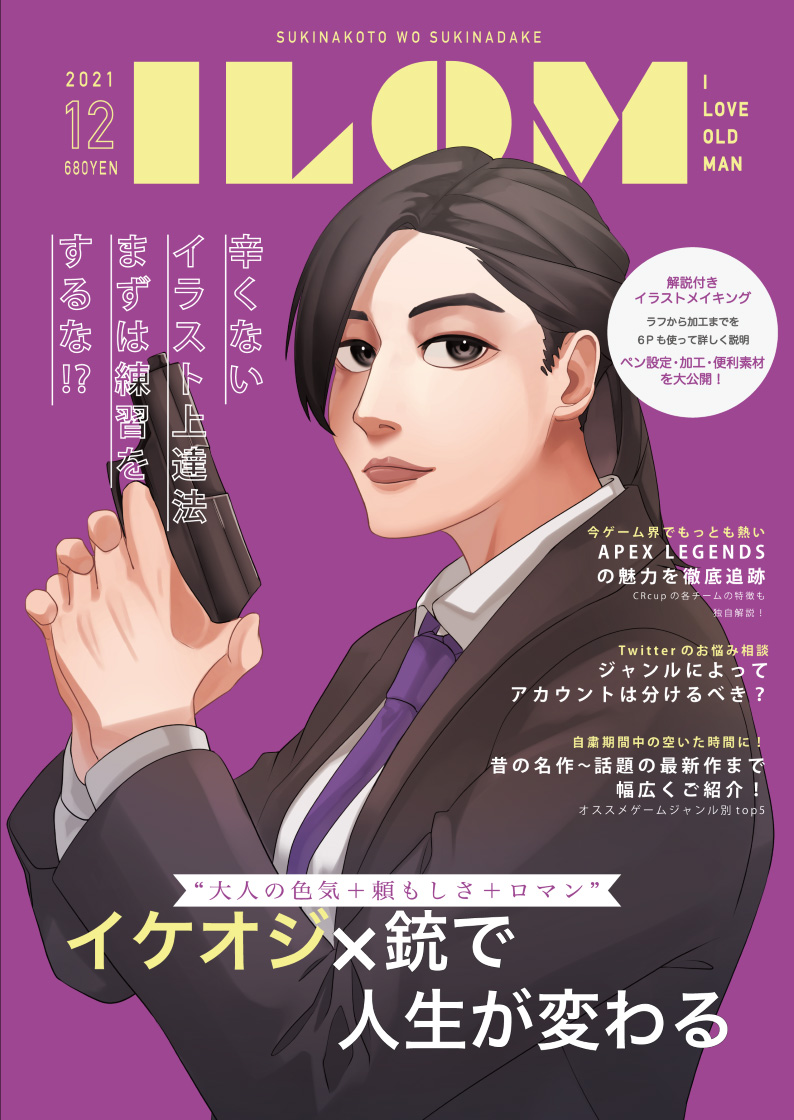 SUKINAKOTO WO SUKINADAKE
2021
12
680YEN
ILOM
I
LOVE
OLD
MAN
辛くない
イラスト上達法
まずは練習を
するな!?
解説付き
イラストメイキング
ラフから加工までを
6Pも使って詳しく説明
ペン設定・加工・便利素材
を大公開！
今ゲーム界でもっとも熱い
APEX LEGENDS
の魅力を徹底追跡
CRcupの各チームの特徴も
独自解説！
Twitterのお悩み相談
ジャンルによって
アカウントは分けるべき？
自粛期間中の空いた時間に！
昔の名作～話題の最新作まで
幅広くご紹介！
オススメゲームジャンル別top5
“大人の色気＋頼もしさ＋ロマン”
イケオジ×銃で
人生が変わる